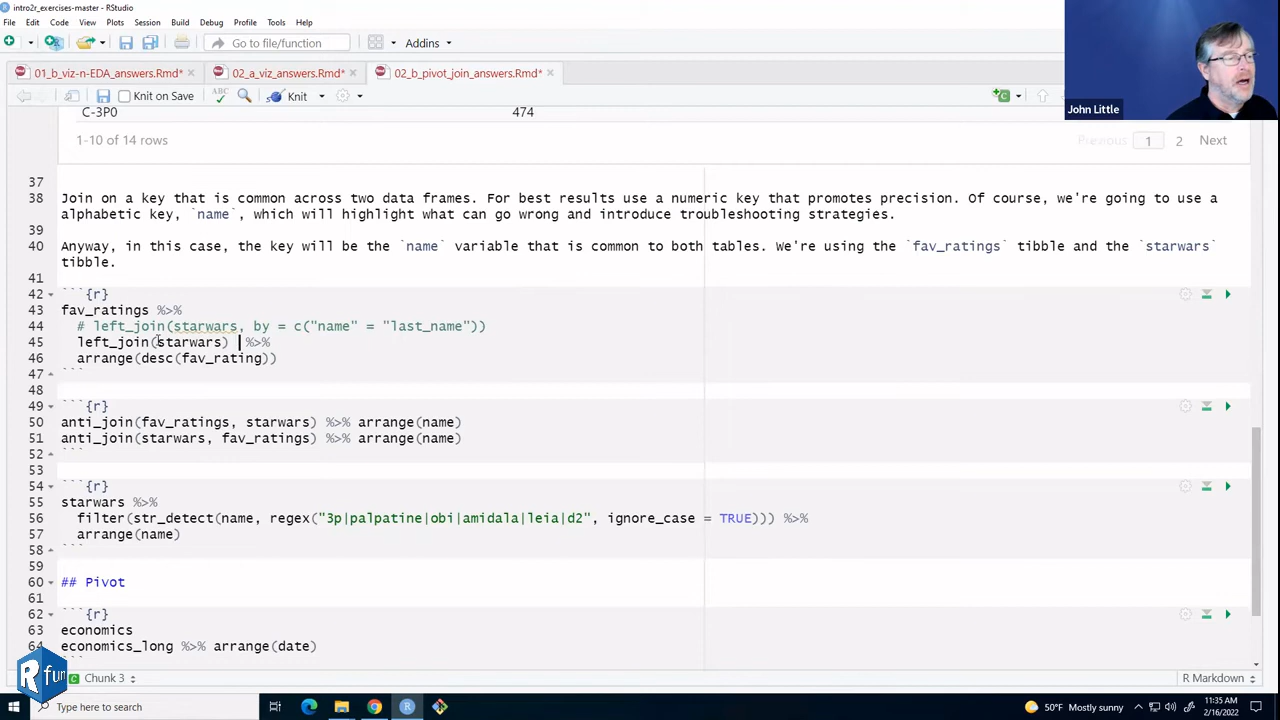 intro2r_exercises-master - RStudio
File Edit Code View Plots Session Build Debug Profile Tools Help
Go to file/function Addins
01_b_viz-n-EDA_answers.Rmd* 02_a_viz_answers.Rmd* 02_b_pivot_join_answers.Rmd*
Knit on Save ABC Knit
John Little
C-3PO 474
1-10 of 14 rows Previous 1 2 Next
37
38 Join on a key that is common across two data frames. For best results use a numeric key that promotes precision. Of course, we're going to use a
alphabetic key, `name`, which will highlight what can go wrong and introduce troubleshooting strategies.
39
40 Anyway, in this case, the key will be the `name` variable that is common to both tables. We're using the `fav_ratings` tibble and the `starwars`
tibble.
41
42 ```{r}
43 fav_ratings %>%
44 # left_join(starwars, by = c("name" = "last_name"))
45 left_join(starwars) %>%
46 arrange(desc(fav_rating))
47 ```
48
49 ```{r}
50 anti_join(fav_ratings, starwars) %>% arrange(name)
51 anti_join(starwars, fav_ratings) %>% arrange(name)
52 ```
53
54 ```{r}
55 starwars %>%
56 filter(str_detect(name, regex("3p|palpatine|obi|amidala|leia|d2", ignore_case = TRUE))) %>%
57 arrange(name)
58 ```
59
60 ## Pivot
61
62 ```{r}
63 economics
64 economics_long %>% arrange(date)
```
Rfun
Chunk 3 R Markdown
Type here to search 50°F Mostly sunny 11:35 AM
2/16/2022